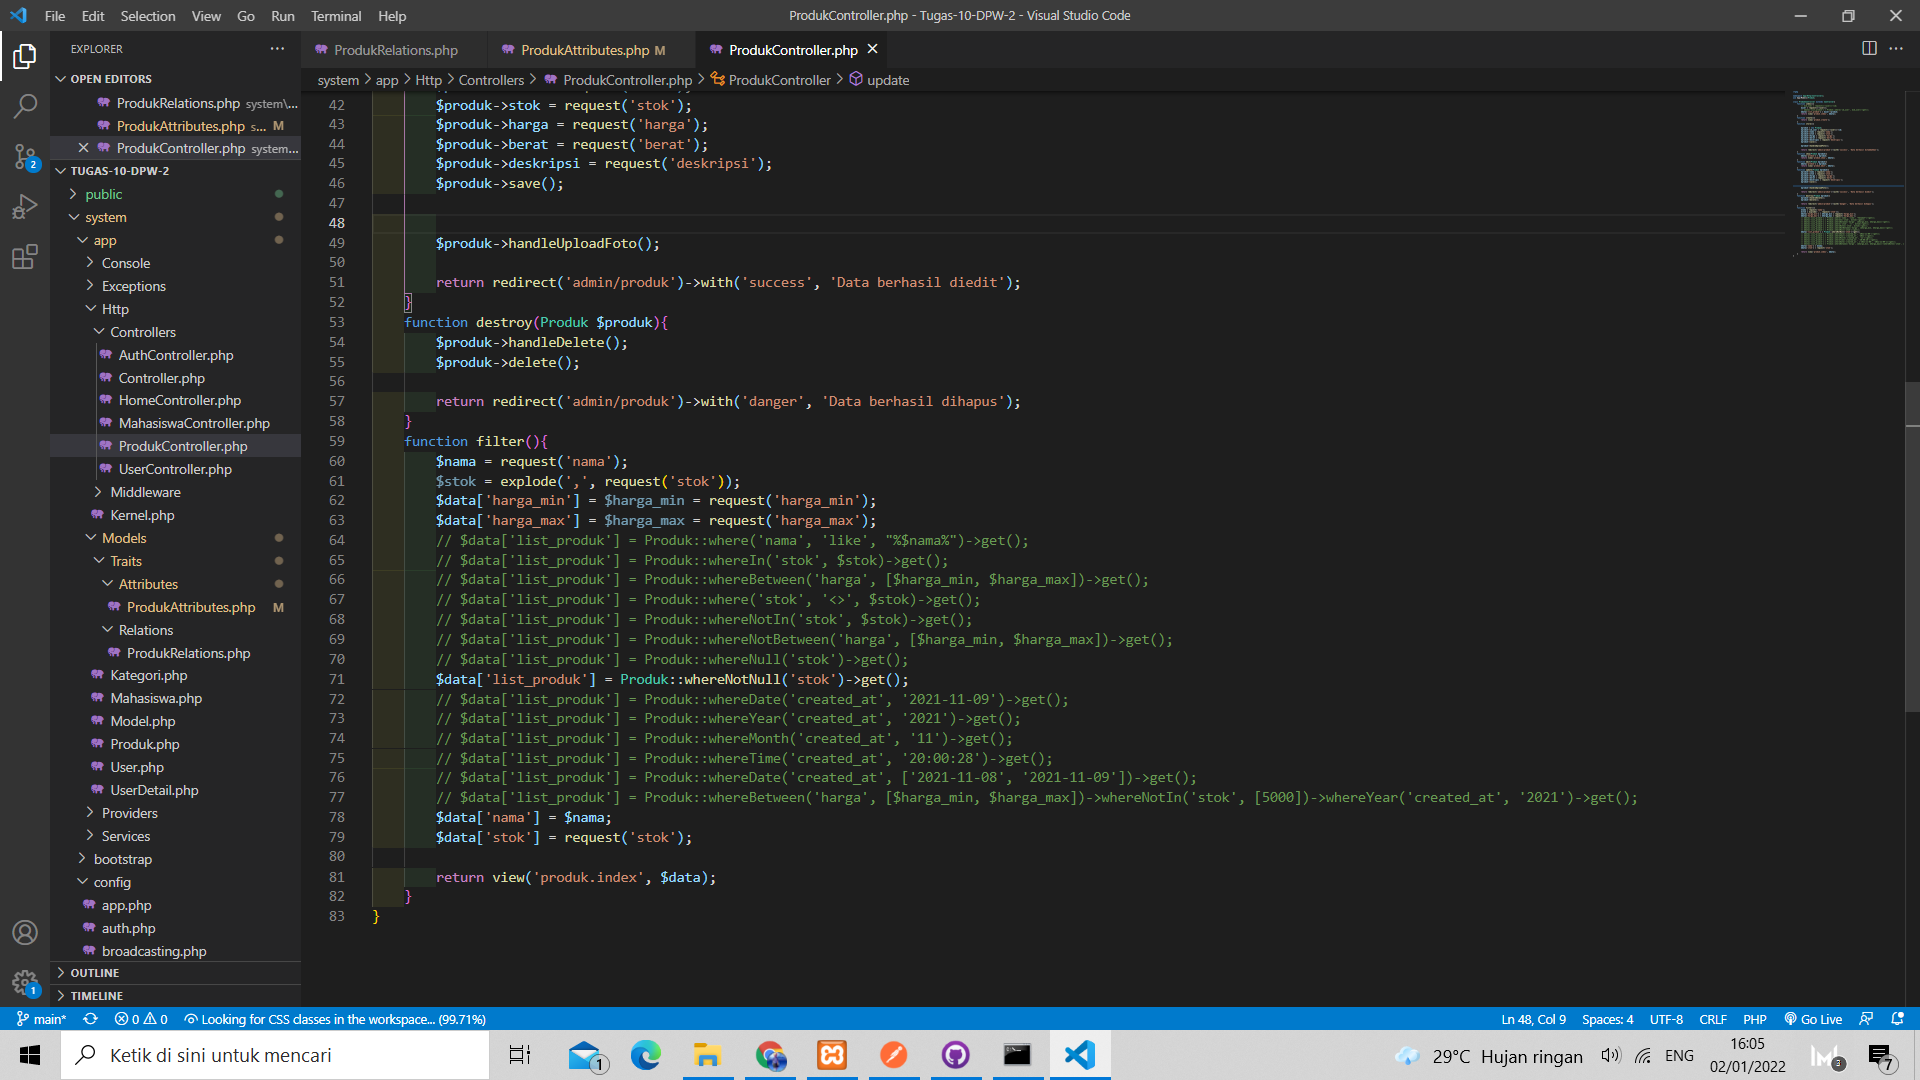 File Edit Selection View Go Run Terminal Help
ProdukController.php - Tugas-10-DPW-2 - Visual Studio Code
EXPLORER
OPEN EDITORS
ProdukRelations.php system\...
ProdukAttributes.php s... M
ProdukController.php system...
TUGAS-10-DPW-2
public
system
app
Console
Exceptions
Http
Controllers
AuthController.php
Controller.php
HomeController.php
MahasiswaController.php
ProdukController.php
UserController.php
Middleware
Kernel.php
Models
Traits
Attributes
ProdukAttributes.php M
Relations
ProdukRelations.php
Kategori.php
Mahasiswa.php
Model.php
Produk.php
User.php
UserDetail.php
Providers
Services
bootstrap
config
app.php
auth.php
broadcasting.php
OUTLINE
TIMELINE
2
1
ProdukRelations.php
ProdukAttributes.php M
ProdukController.php
system > app > Http > Controllers > ProdukController.php > ProdukController > update
42 $produk->stok = request('stok');
43 $produk->harga = request('harga');
44 $produk->berat = request('berat');
45 $produk->deskripsi = request('deskripsi');
46 $produk->save();
47
48
49 $produk->handleUploadFoto();
50
51 return redirect('admin/produk')->with('success', 'Data berhasil diedit');
52 }
53 function destroy(Produk $produk){
54 $produk->handleDelete();
55 $produk->delete();
56
57 return redirect('admin/produk')->with('danger', 'Data berhasil dihapus');
58 }
59 function filter(){
60 $nama = request('nama');
61 $stok = explode(',', request('stok'));
62 $data['harga_min'] = $harga_min = request('harga_min');
63 $data['harga_max'] = $harga_max = request('harga_max');
64 // $data['list_produk'] = Produk::where('nama', 'like', "%$nama%")->get();
65 // $data['list_produk'] = Produk::whereIn('stok', $stok)->get();
66 // $data['list_produk'] = Produk::whereBetween('harga', [$harga_min, $harga_max])->get();
67 // $data['list_produk'] = Produk::where('stok', '<>', $stok)->get();
68 // $data['list_produk'] = Produk::whereNotIn('stok', $stok)->get();
69 // $data['list_produk'] = Produk::whereNotBetween('harga', [$harga_min, $harga_max])->get();
70 // $data['list_produk'] = Produk::whereNull('stok')->get();
71 $data['list_produk'] = Produk::whereNotNull('stok')->get();
72 // $data['list_produk'] = Produk::whereDate('created_at', '2021-11-09')->get();
73 // $data['list_produk'] = Produk::whereYear('created_at', '2021')->get();
74 // $data['list_produk'] = Produk::whereMonth('created_at', '11')->get();
75 // $data['list_produk'] = Produk::whereTime('created_at', '20:00:28')->get();
76 // $data['list_produk'] = Produk::whereDate('created_at', ['2021-11-08', '2021-11-09'])->get();
77 // $data['list_produk'] = Produk::whereBetween('harga', [$harga_min, $harga_max])->whereNotIn('stok', [5000])->whereYear('created_at', '2021')->get();
78 $data['nama'] = $nama;
79 $data['stok'] = request('stok');
80
81 return view('produk.index', $data);
82 }
83 }
main* 0 0 Looking for CSS classes in the workspace... (99.71%)
Ln 48, Col 9 Spaces: 4 UTF-8 CRLF PHP Go Live
Ketik di sini untuk mencari
1
29°C Hujan ringan ENG
16:05
02/01/2022
3
7